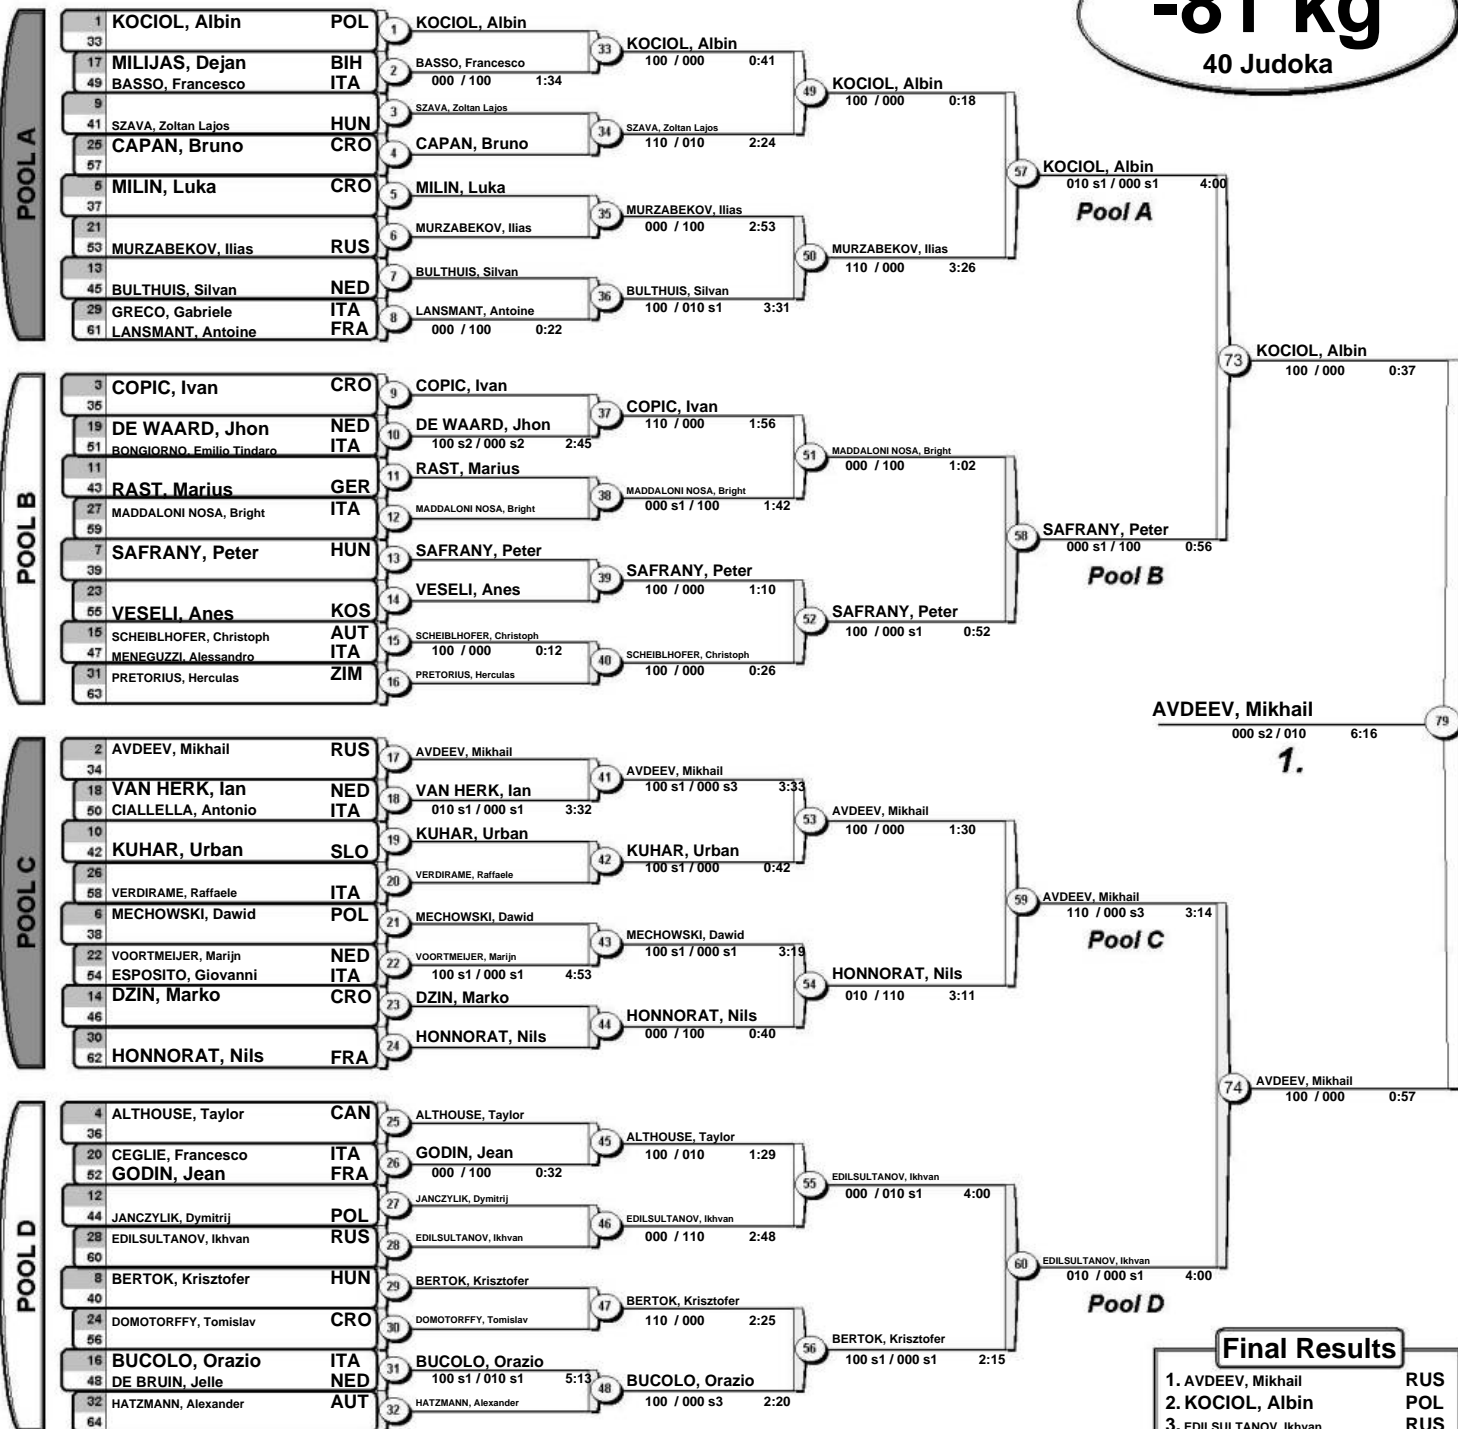 -81 kg
40 Judoka
POOL A
1 KOCIOL, Albin POL
33
17 MILIJAS, Dejan BIH
49 BASSO, Francesco ITA
9
41 SZAVA, Zoltan Lajos HUN
25 CAPAN, Bruno CRO
57
5 MILIN, Luka CRO
37
21
53 MURZABEKOV, Ilias RUS
13
45 BULTHUIS, Silvan NED
29 GRECO, Gabriele ITA
61 LANSMANT, Antoine FRA
1 KOCIOL, Albin
2 BASSO, Francesco
000 / 100 1:34
3 SZAVA, Zoltan Lajos
4 CAPAN, Bruno
5 MILIN, Luka
6 MURZABEKOV, Ilias
7 BULTHUIS, Silvan
8 LANSMANT, Antoine
000 / 100 0:22
33 KOCIOL, Albin
100 / 000 0:41
34 SZAVA, Zoltan Lajos
110 / 010 2:24
35 MURZABEKOV, Ilias
000 / 100 2:53
36 BULTHUIS, Silvan
100 / 010 s1 3:31
49 KOCIOL, Albin
100 / 000 0:18
50 MURZABEKOV, Ilias
110 / 000 3:26
57 KOCIOL, Albin
010 s1 / 000 s1 4:00
Pool A
POOL B
3 COPIC, Ivan CRO
35
19 DE WAARD, Jhon NED
51 BONGIORNO, Emilio Tindaro ITA
11
43 RAST, Marius GER
27 MADDALONI NOSA, Bright ITA
59
7 SAFRANY, Peter HUN
39
23
55 VESELI, Anes KOS
15 SCHEIBLHOFER, Christoph AUT
47 MENEGUZZI, Alessandro ITA
31 PRETORIUS, Herculas ZIM
63
9 COPIC, Ivan
10 DE WAARD, Jhon
100 s2 / 000 s2 2:45
11 RAST, Marius
12 MADDALONI NOSA, Bright
13 SAFRANY, Peter
14 VESELI, Anes
15 SCHEIBLHOFER, Christoph
100 / 000 0:12
16 PRETORIUS, Herculas
37 COPIC, Ivan
110 / 000 1:56
38 MADDALONI NOSA, Bright
000 s1 / 100 1:42
39 SAFRANY, Peter
100 / 000 1:10
40 SCHEIBLHOFER, Christoph
100 / 000 0:26
51 MADDALONI NOSA, Bright
000 / 100 1:02
52 SAFRANY, Peter
100 / 000 s1 0:52
58 SAFRANY, Peter
000 s1 / 100 0:56
Pool B
73 KOCIOL, Albin
100 / 000 0:37
AVDEEV, Mikhail 79
000 s2 / 010 6:16
1.
POOL C
2 AVDEEV, Mikhail RUS
34
18 VAN HERK, Ian NED
50 CIALLELLA, Antonio ITA
10
42 KUHAR, Urban SLO
26
58 VERDIRAME, Raffaele ITA
6 MECHOWSKI, Dawid POL
38
22 VOORTMEIJER, Marijn NED
54 ESPOSITO, Giovanni ITA
14 DZIN, Marko CRO
46
30
62 HONNORAT, Nils FRA
17 AVDEEV, Mikhail
18 VAN HERK, Ian
010 s1 / 000 s1 3:32
19 KUHAR, Urban
20 VERDIRAME, Raffaele
21 MECHOWSKI, Dawid
22 VOORTMEIJER, Marijn
100 s1 / 000 s1 4:53
23 DZIN, Marko
24 HONNORAT, Nils
41 AVDEEV, Mikhail
100 s1 / 000 s3 3:33
42 KUHAR, Urban
100 s1 / 000 0:42
43 MECHOWSKI, Dawid
100 s1 / 000 s1 3:19
44 HONNORAT, Nils
000 / 100 0:40
53 AVDEEV, Mikhail
100 / 000 1:30
54 HONNORAT, Nils
010 / 110 3:11
59 AVDEEV, Mikhail
110 / 000 s3 3:14
Pool C
POOL D
4 ALTHOUSE, Taylor CAN
36
20 CEGLIE, Francesco ITA
52 GODIN, Jean FRA
12
44 JANCZYLIK, Dymitrij POL
28 EDILSULTANOV, Ikhvan RUS
60
8 BERTOK, Krisztofer HUN
40
24 DOMOTORFFY, Tomislav CRO
56
16 BUCOLO, Orazio ITA
48 DE BRUIN, Jelle NED
32 HATZMANN, Alexander AUT
64
25 ALTHOUSE, Taylor
26 GODIN, Jean
000 / 100 0:32
27 JANCZYLIK, Dymitrij
28 EDILSULTANOV, Ikhvan
29 BERTOK, Krisztofer
30 DOMOTORFFY, Tomislav
31 BUCOLO, Orazio
100 s1 / 010 s1 5:13
32 HATZMANN, Alexander
45 ALTHOUSE, Taylor
100 / 010 1:29
46 EDILSULTANOV, Ikhvan
000 / 110 2:48
47 BERTOK, Krisztofer
110 / 000 2:25
48 BUCOLO, Orazio
100 / 000 s3 2:20
55 EDILSULTANOV, Ikhvan
000 / 010 s1 4:00
56 BERTOK, Krisztofer
100 s1 / 000 s1 2:15
60 EDILSULTANOV, Ikhvan
010 / 000 s1 4:00
Pool D
74 AVDEEV, Mikhail
100 / 000 0:57
Final Results
1. AVDEEV, Mikhail RUS
2. KOCIOL, Albin POL
3. EDILSULTANOV, Ikhvan RUS